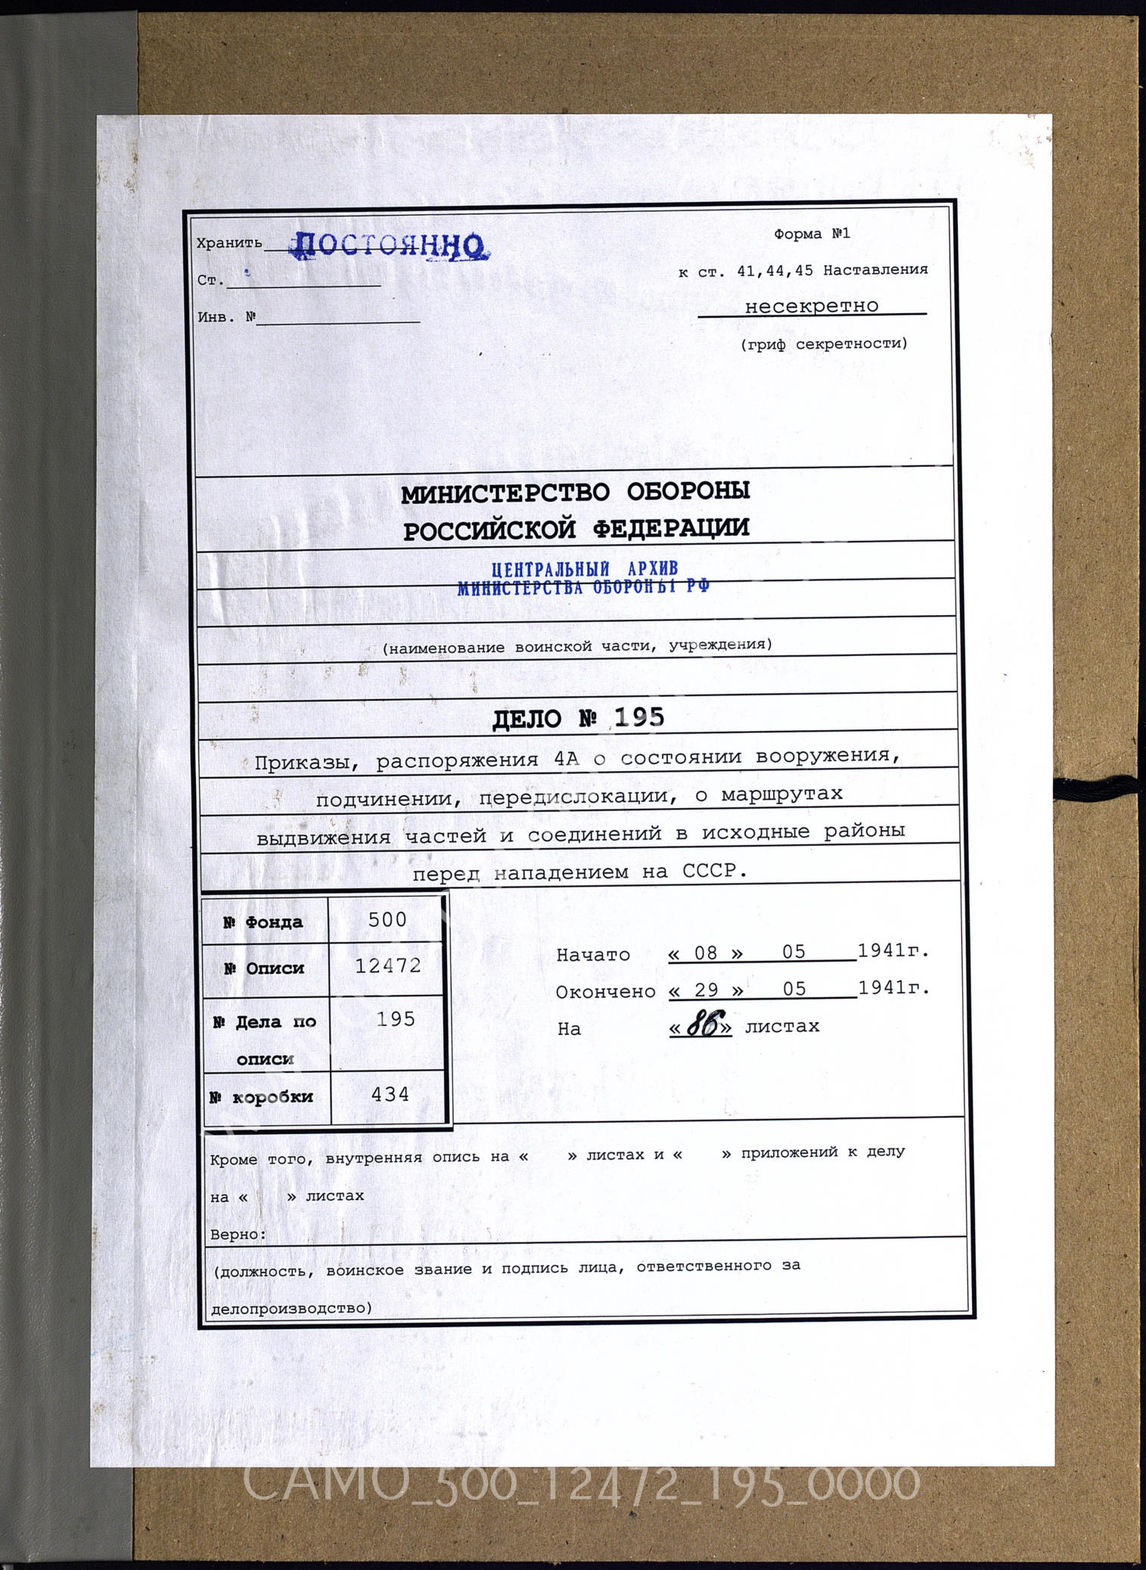 Хранить ПОСТОЯННО
Форма №1
Ст.
к ст. 41,44,45 Наставления
Инв. №
несекретно
(гриф секретности)
МИНИСТЕРСТВО ОБОРОНЫ
РОССИЙСКОЙ ФЕДЕРАЦИИ
ЦЕНТРАЛЬНЫЙ АРХИВ
МИНИСТЕРСТВА ОБОРОНЫ РФ
(наименование воинской части, учреждения)
ДЕЛО № 195
Приказы, распоряжения 4А о состоянии вооружения,
подчинении, передислокации, о маршрутах
выдвижения частей и соединений в исходные районы
перед нападением на СССР.
№ Фонда 500
№ Описи 12472
№ Дела по описи 195
№ коробки 434
Начато « 08 » 05 1941г.
Окончено « 29 » 05 1941г.
На « 86 » листах
Кроме того, внутренняя опись на « » листах и « » приложений к делу
на « » листах
Верно:
(должность, воинское звание и подпись лица, ответственного за
делопроизводство)
CAMO_500_12472_195_0000